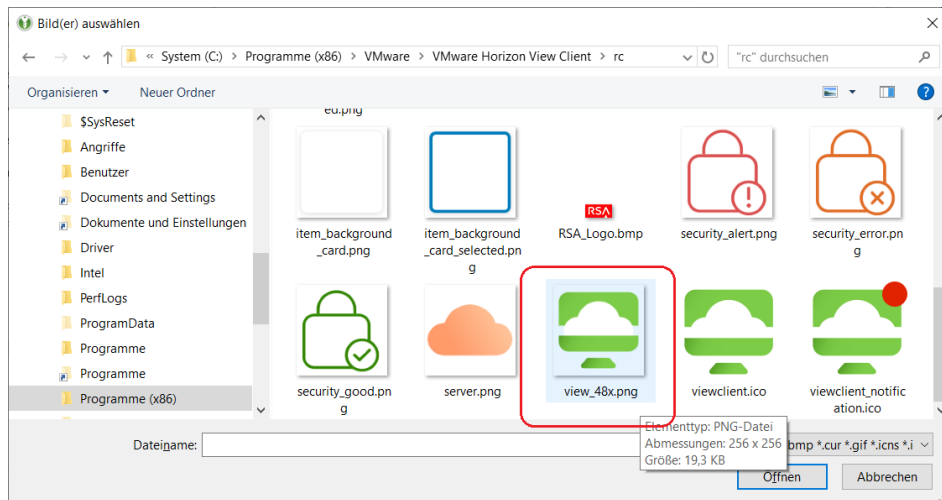 Bild(er) auswählen
« System (C:) > Programme (x86) > VMware > VMware Horizon View Client > rc
"rc" durchsuchen
Organisieren
Neuer Ordner
$SysReset
Angriffe
Benutzer
Documents and Settings
Dokumente und Einstellungen
Driver
Intel
PerfLogs
ProgramData
Programme
Programme
Programme (x86)
ed.png
item_background
_card.png
item_background
_card_selected.pn
g
RSA
RSA_Logo.bmp
security_alert.png
security_error.pn
g
security_good.pn
g
server.png
view_48x.png
viewclient.ico
viewclient_notific
ation.ico
Elementtyp: PNG-Datei
Abmessungen: 256 x 256
Größe: 19,3 KB
Dateiname:
bmp *.cur *.gif *.icns *.i
Öffnen
Abbrechen